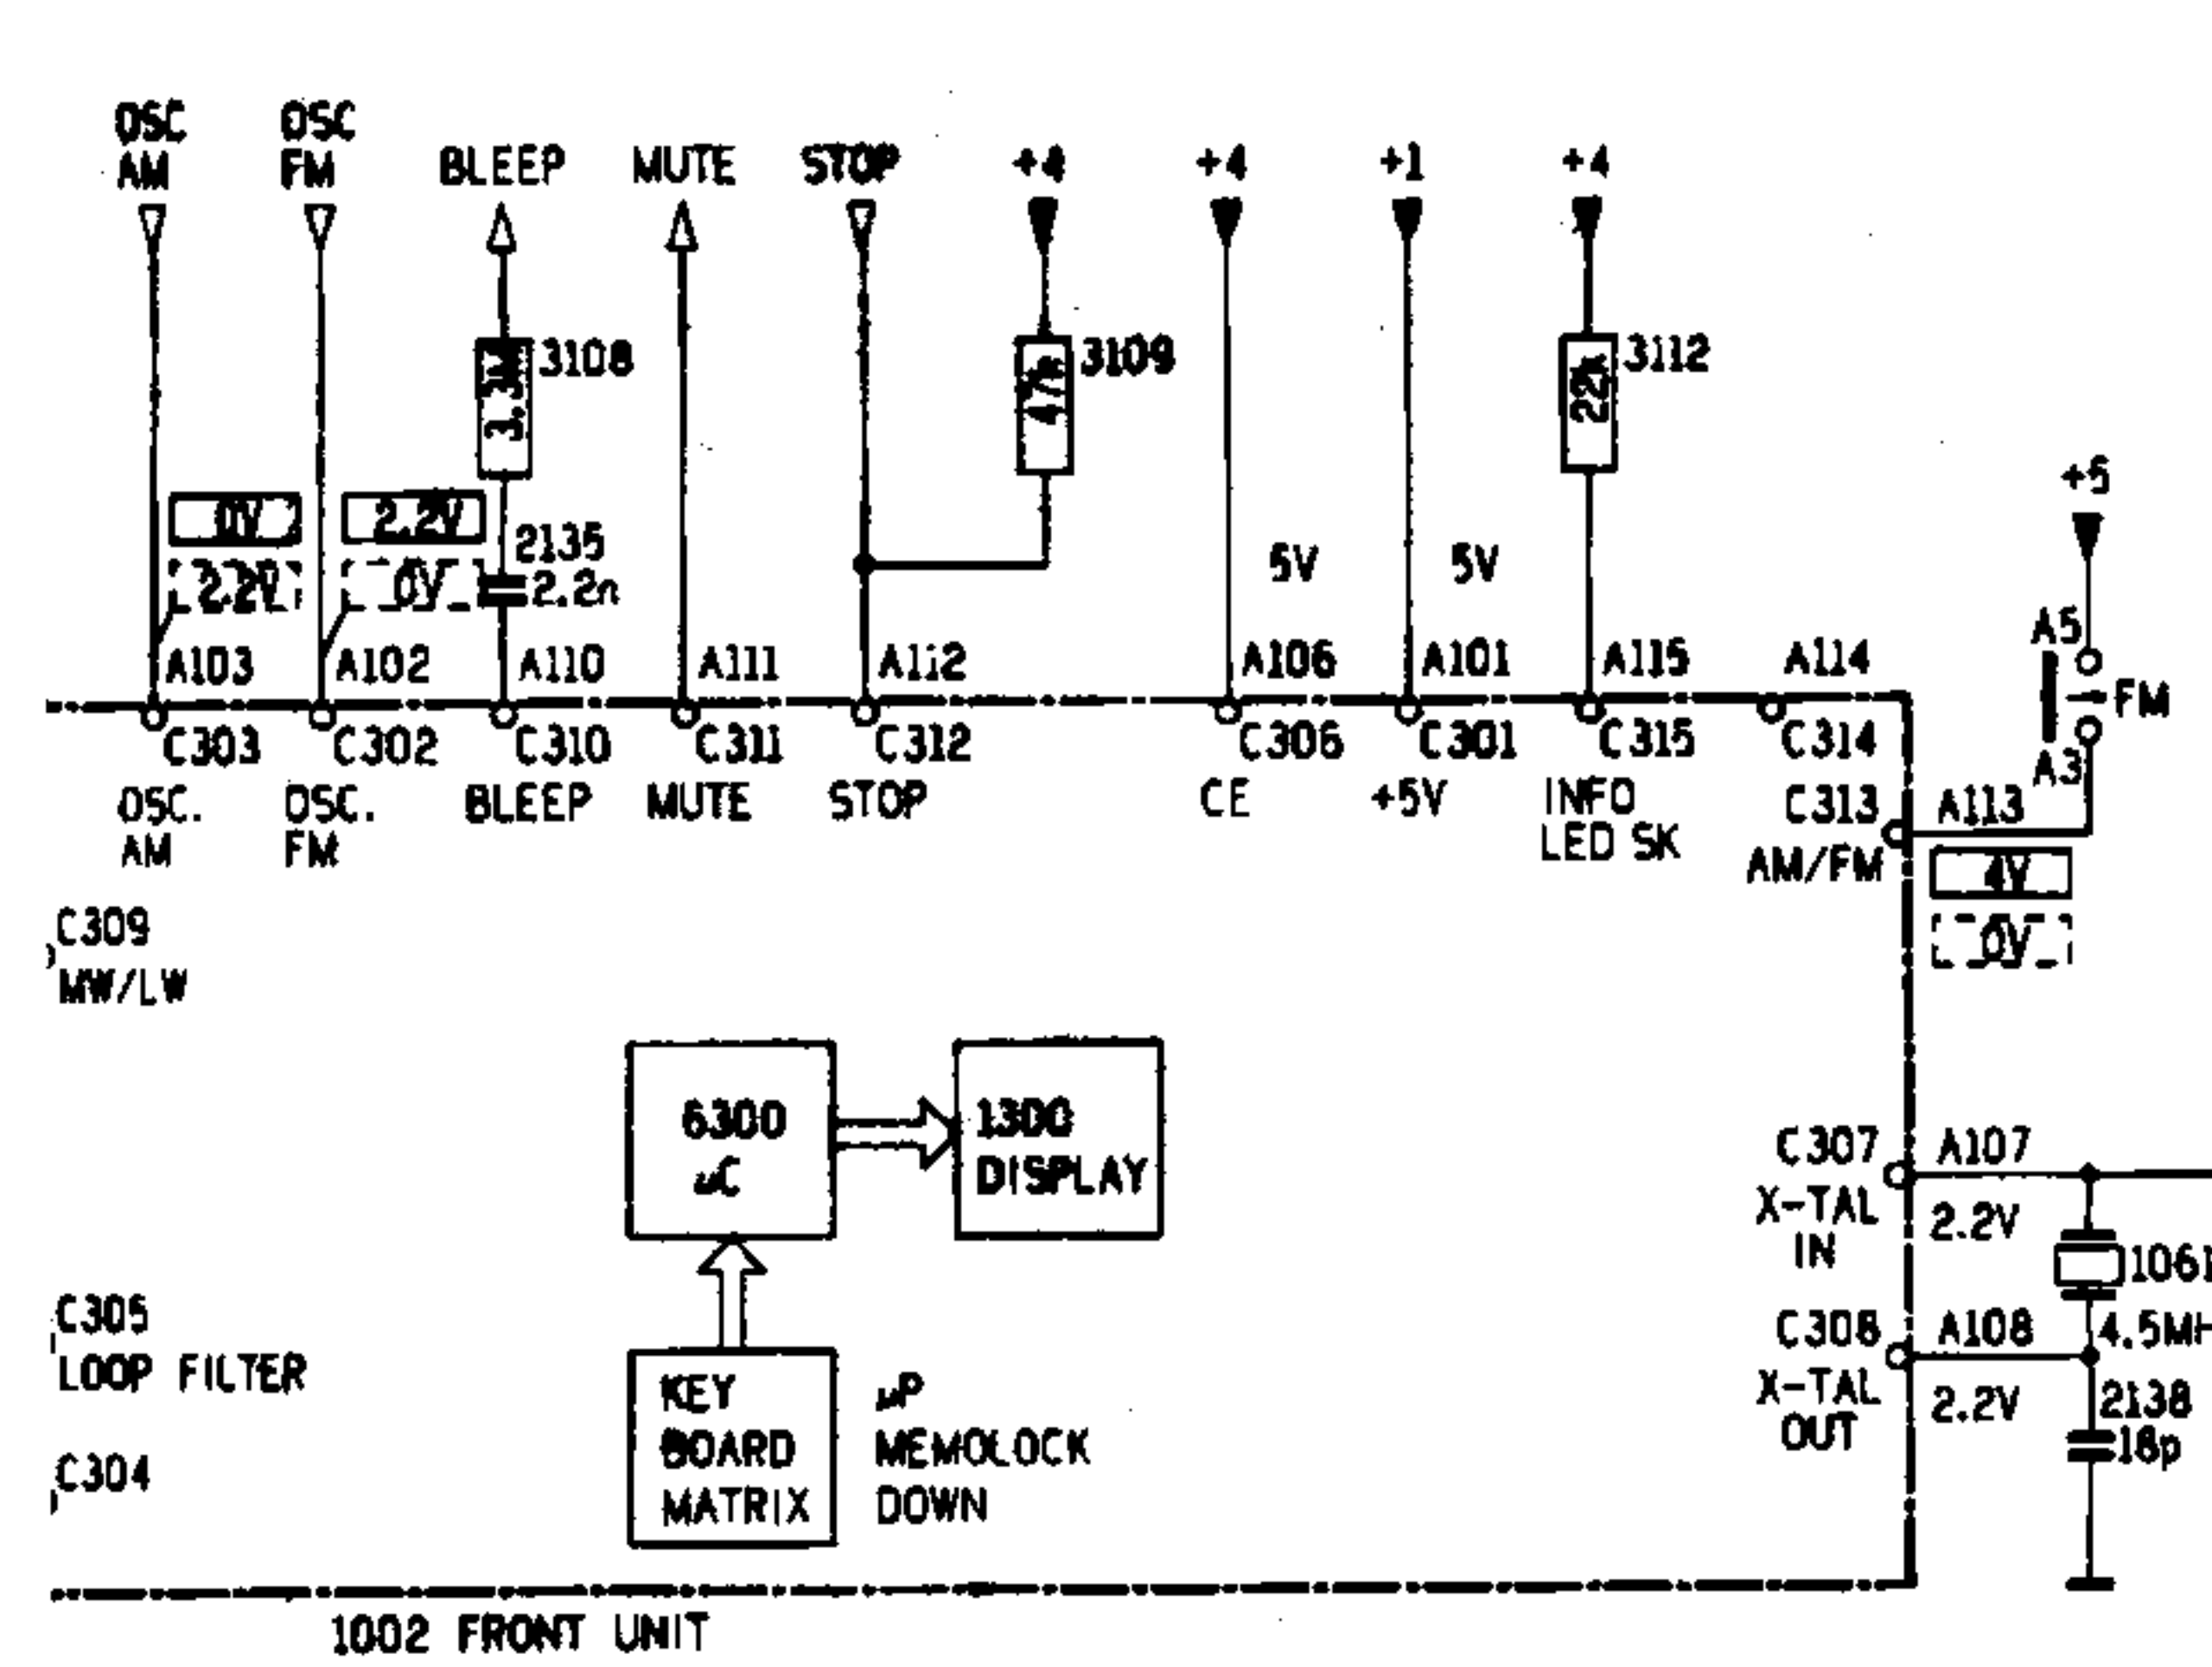 OSC
AM
OSC
FM
BLEEP
MUTE
STOP
+4
+4
+1
+4
3.3M
3108
47k
3109
22k
3112
+5
0V
2.2V
2.2V
0V
2135
2.2n
5V
5V
A5
A103
A102
A110
A111
A112
A106
A101
A115
A114
FM
C303
C302
C310
C311
C312
C306
C301
C315
C314
A3
OSC.
AM
OSC.
FM
BLEEP
MUTE
STOP
CE
+5V
INFO
LED SK
C313
A113
AM/FM
4V
0V
C309
MW/LW
6300
µC
1300
DISPLAY
C307
A107
X-TAL
IN
2.2V
1061
C305
LOOP FILTER
C308
A108
4.5MH
X-TAL
OUT
2.2V
2138
18p
KEY
BOARD
MATRIX
µP
MEMOLOCK
DOWN
C304
1002 FRONT UNIT